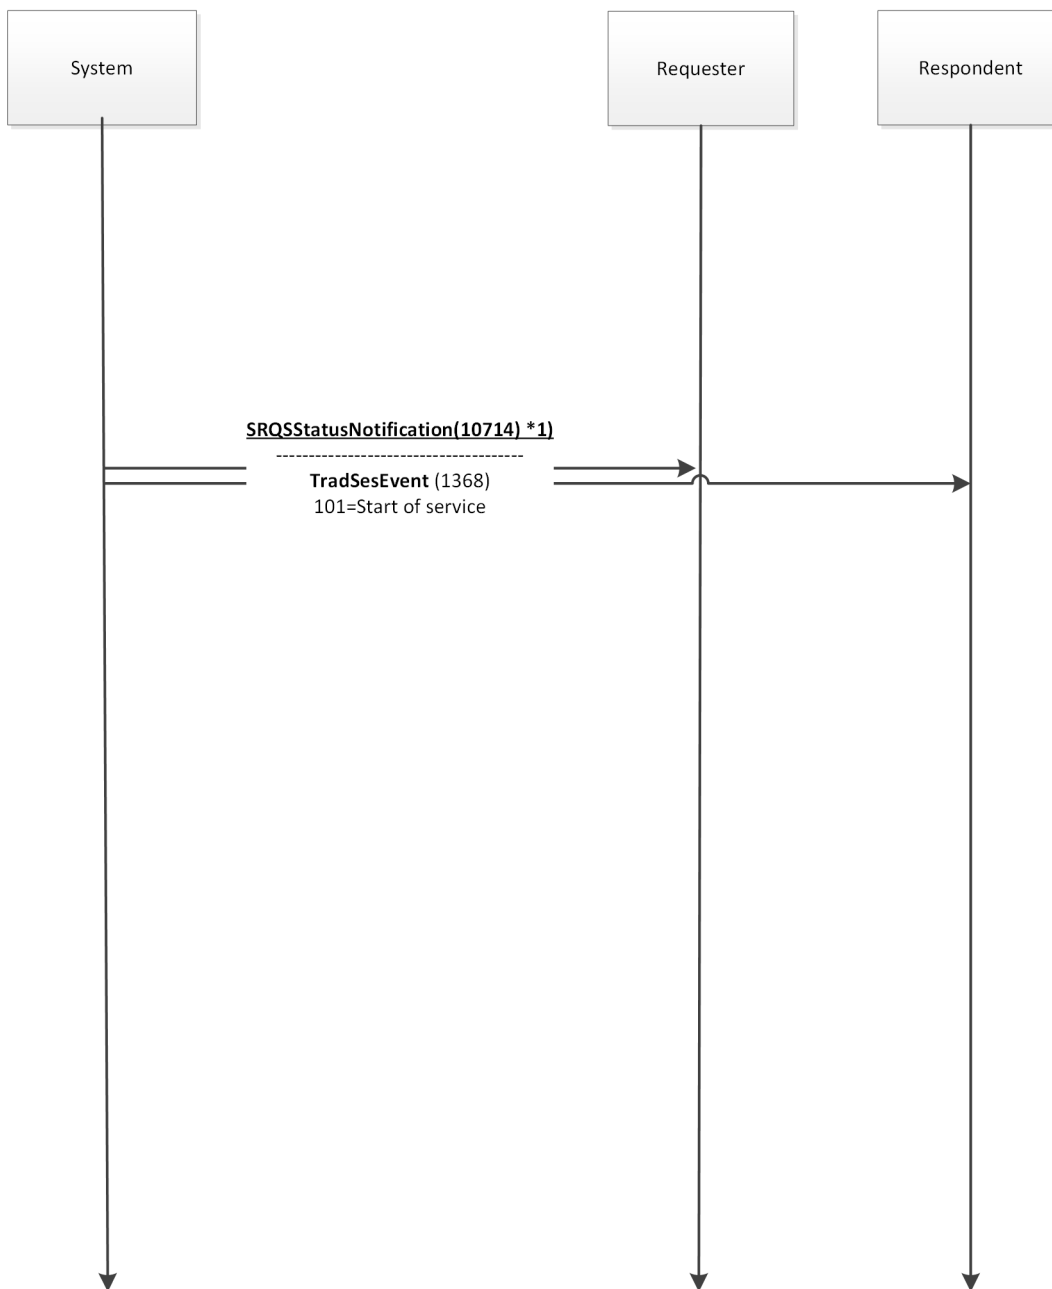 System
Requester
Respondent
SRQSStatusNotification(10714) *1)
--------------------------------------
TradSesEvent (1368)
101=Start of service